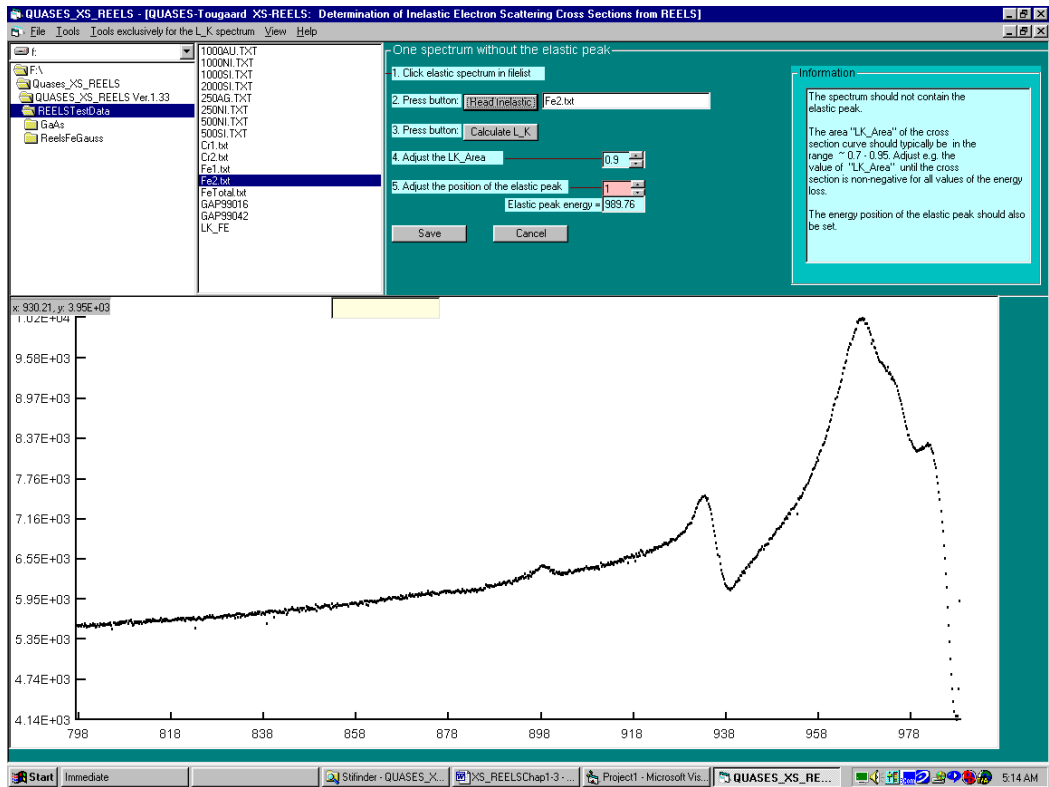 QUASES_XS_REELS - [QUASES-Tougaard XS-REELS: Determination of Inelastic Electron Scattering Cross Sections from REELS]
File Tools Tools exclusively for the L_K spectrum View Help
f:
F:\
Quases_XS_REELS
QUASES_XS_REELS Ver.1.33
REELSTestData
GaAs
ReelsFeGauss
1000AU.TXT
1000NI.TXT
1000SI.TXT
2000SI.TXT
250AG.TXT
250NI.TXT
500NI.TXT
500SI.TXT
Cr1.txt
Cr2.txt
Fe1.txt
Fe2.txt
FeTotal.txt
GAP99016
GAP99042
LK_FE
One spectrum without the elastic peak
1. Click elastic spectrum in filelist
2. Press button: Read Inelastic Fe2.txt
3. Press button: Calculate L_K
4. Adjust the LK_Area 0.9
5. Adjust the position of the elastic peak 1
Elastic peak energy = 989.76
Save Cancel
Information
The spectrum should not contain the
elastic peak.
The area "LK_Area" of the cross
section curve should typically be in the
range ~ 0.7 - 0.95. Adjust e.g. the
value of "LK_Area" until the cross
section is non-negative for all values of the energy
loss.
The energy position of the elastic peak should also
be set.
x: 930.21, y: 3.95E+03
1.02E+04
9.58E+03
8.97E+03
8.37E+03
7.76E+03
7.16E+03
6.55E+03
5.95E+03
5.35E+03
4.74E+03
4.14E+03
798 818 838 858 878 898 918 938 958 978
Start Immediate Stifinder - QUASES_X... XS_REELSChap1-3 - ... Project1 - Microsoft Vis... QUASES_XS_RE... 5:14 AM